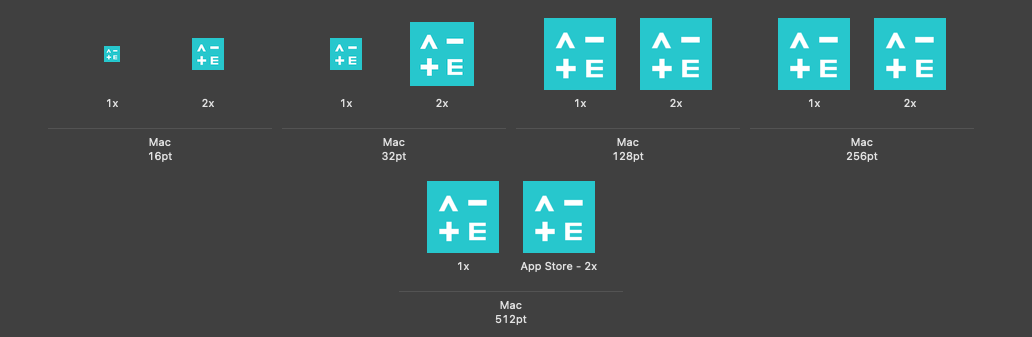 Λ −
+ E
Λ −
+ E
Λ −
+ E
Λ −
+ E
Λ −
+ E
Λ −
+ E
Λ −
+ E
Λ −
+ E
1x 2x 1x 2x 1x 2x 1x 2x
Mac Mac Mac Mac
16pt 32pt 128pt 256pt
Λ −
+ E
Λ −
+ E
1x App Store - 2x
Mac
512pt